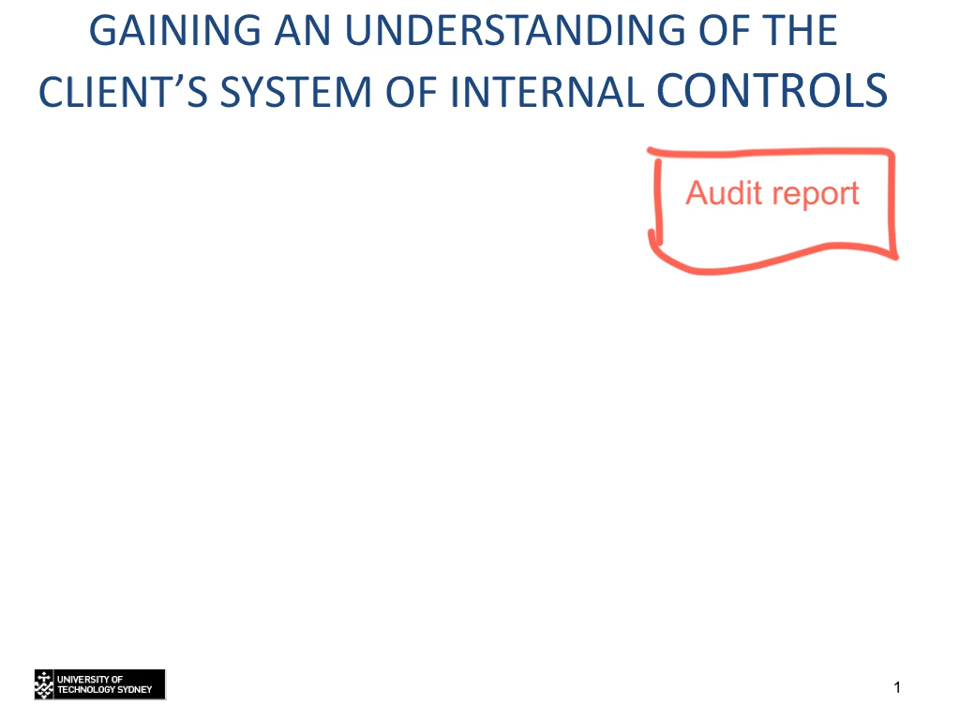 GAINING AN UNDERSTANDING OF THE
CLIENT’S SYSTEM OF INTERNAL CONTROLS
Audit report
UNIVERSITY OF
TECHNOLOGY SYDNEY
1